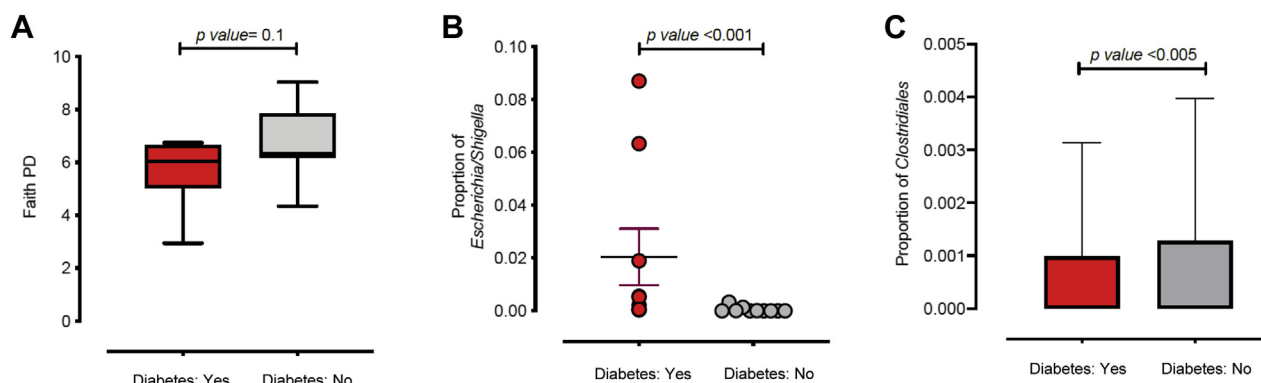 A
p value= 0.1
10
8
6
4
2
0
Faith PD
Diabetes: Yes
Diabetes: No
B
p value <0.001
0.10
0.08
0.06
0.04
0.02
0.00
Proprtion of
Escherichia/Shigella
Diabetes: Yes
Diabetes: No
C
p value <0.005
0.005
0.004
0.003
0.002
0.001
0.000
Proportion of Clostridiales
Diabetes: Yes
Diabetes: No